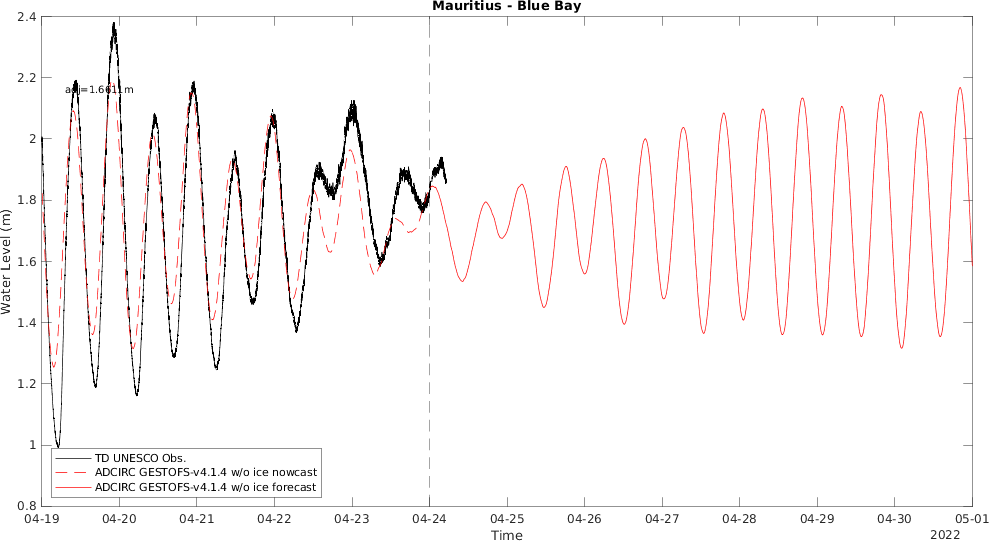 Mauritius - Blue Bay
2.4
2.2
2
1.8
1.6
1.4
1.2
1
0.8
Water Level (m)
adj=1.6611m
TD UNESCO Obs.
ADCIRC GESTOFS-v4.1.4 w/o ice nowcast
ADCIRC GESTOFS-v4.1.4 w/o ice forecast
04-19 04-20 04-21 04-22 04-23 04-24 04-25 04-26 04-27 04-28 04-29 04-30 05-01
Time
2022